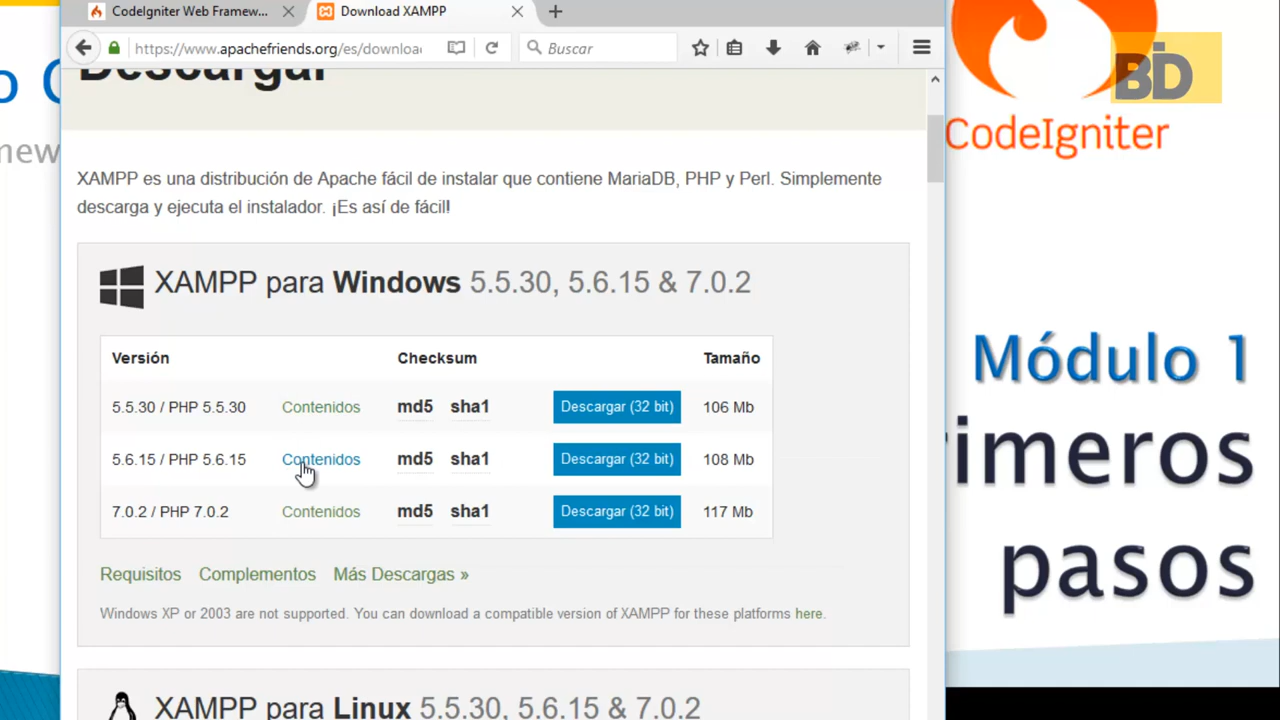 CodeIgniter Web Framew...
Download XAMPP
https://www.apachefriends.org/es/downloa
Buscar
Descargar
XAMPP es una distribución de Apache fácil de instalar que contiene MariaDB, PHP y Perl. Simplemente
descarga y ejecuta el instalador. ¡Es así de fácil!
XAMPP para Windows 5.5.30, 5.6.15 & 7.0.2
Versión Checksum Tamaño
5.5.30 / PHP 5.5.30 Contenidos md5 sha1 Descargar (32 bit) 106 Mb
5.6.15 / PHP 5.6.15 Contenidos md5 sha1 Descargar (32 bit) 108 Mb
7.0.2 / PHP 7.0.2 Contenidos md5 sha1 Descargar (32 bit) 117 Mb
Requisitos Complementos Más Descargas »
Windows XP or 2003 are not supported. You can download a compatible version of XAMPP for these platforms here.
XAMPP para Linux 5.5.30, 5.6.15 & 7.0.2
BID
CodeIgniter
Módulo 1
rimeros
pasos